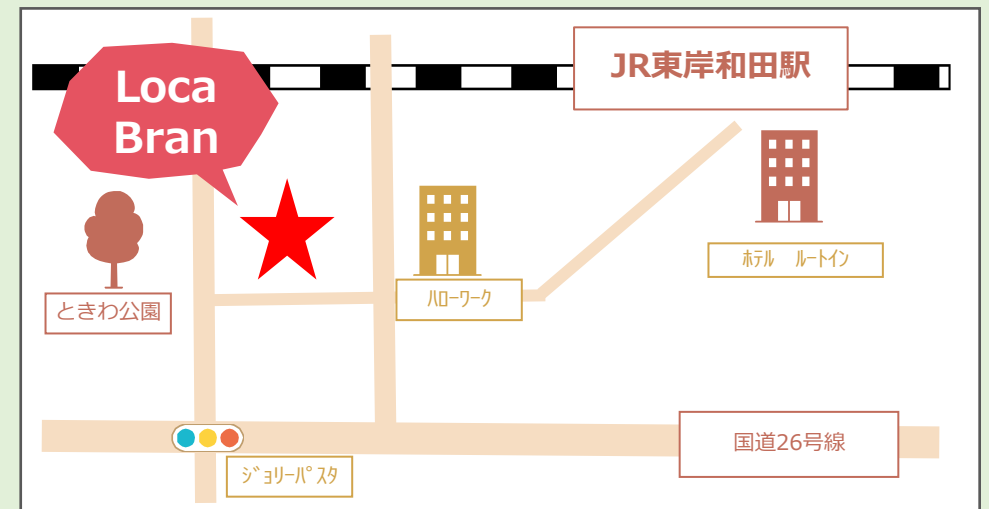 Loca
Bran
JR東岸和田駅
ホテル　ルートイン
ハローワーク
ときわ公園
国道26号線
ジョリーパスタ